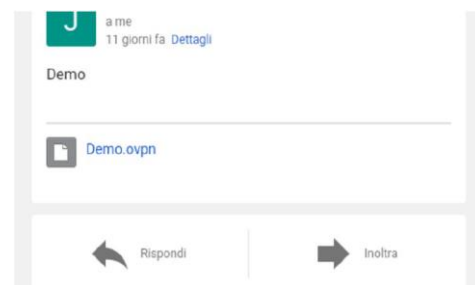 J
a me
11 giorni fa Dettagli
Demo
Demo.ovpn
Rispondi
Inoltra